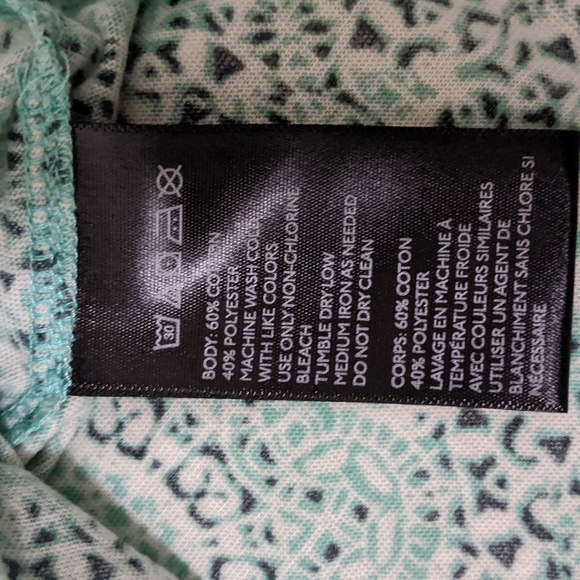 30
BODY: 60% COTTEN
40% POLYESTER
MACHINE WASH COLD
WITH LIKE COLORS
USE ONLY NON-CHLORINE
BLEACH
TUMBLE DRY LOW
MEDIUM IRON AS NEEDED
DO NOT DRY CLEAN
CORPS: 60% COTON
40% POLYESTER
LAVAGE EN MACHINE À
TEMPÉRATURE FROIDE
AVEC COULEURS SIMILAIRES
UTILISER UN AGENT DE
BLANCHIMENT SANS CHLORE SI
NÉCESSAIRE